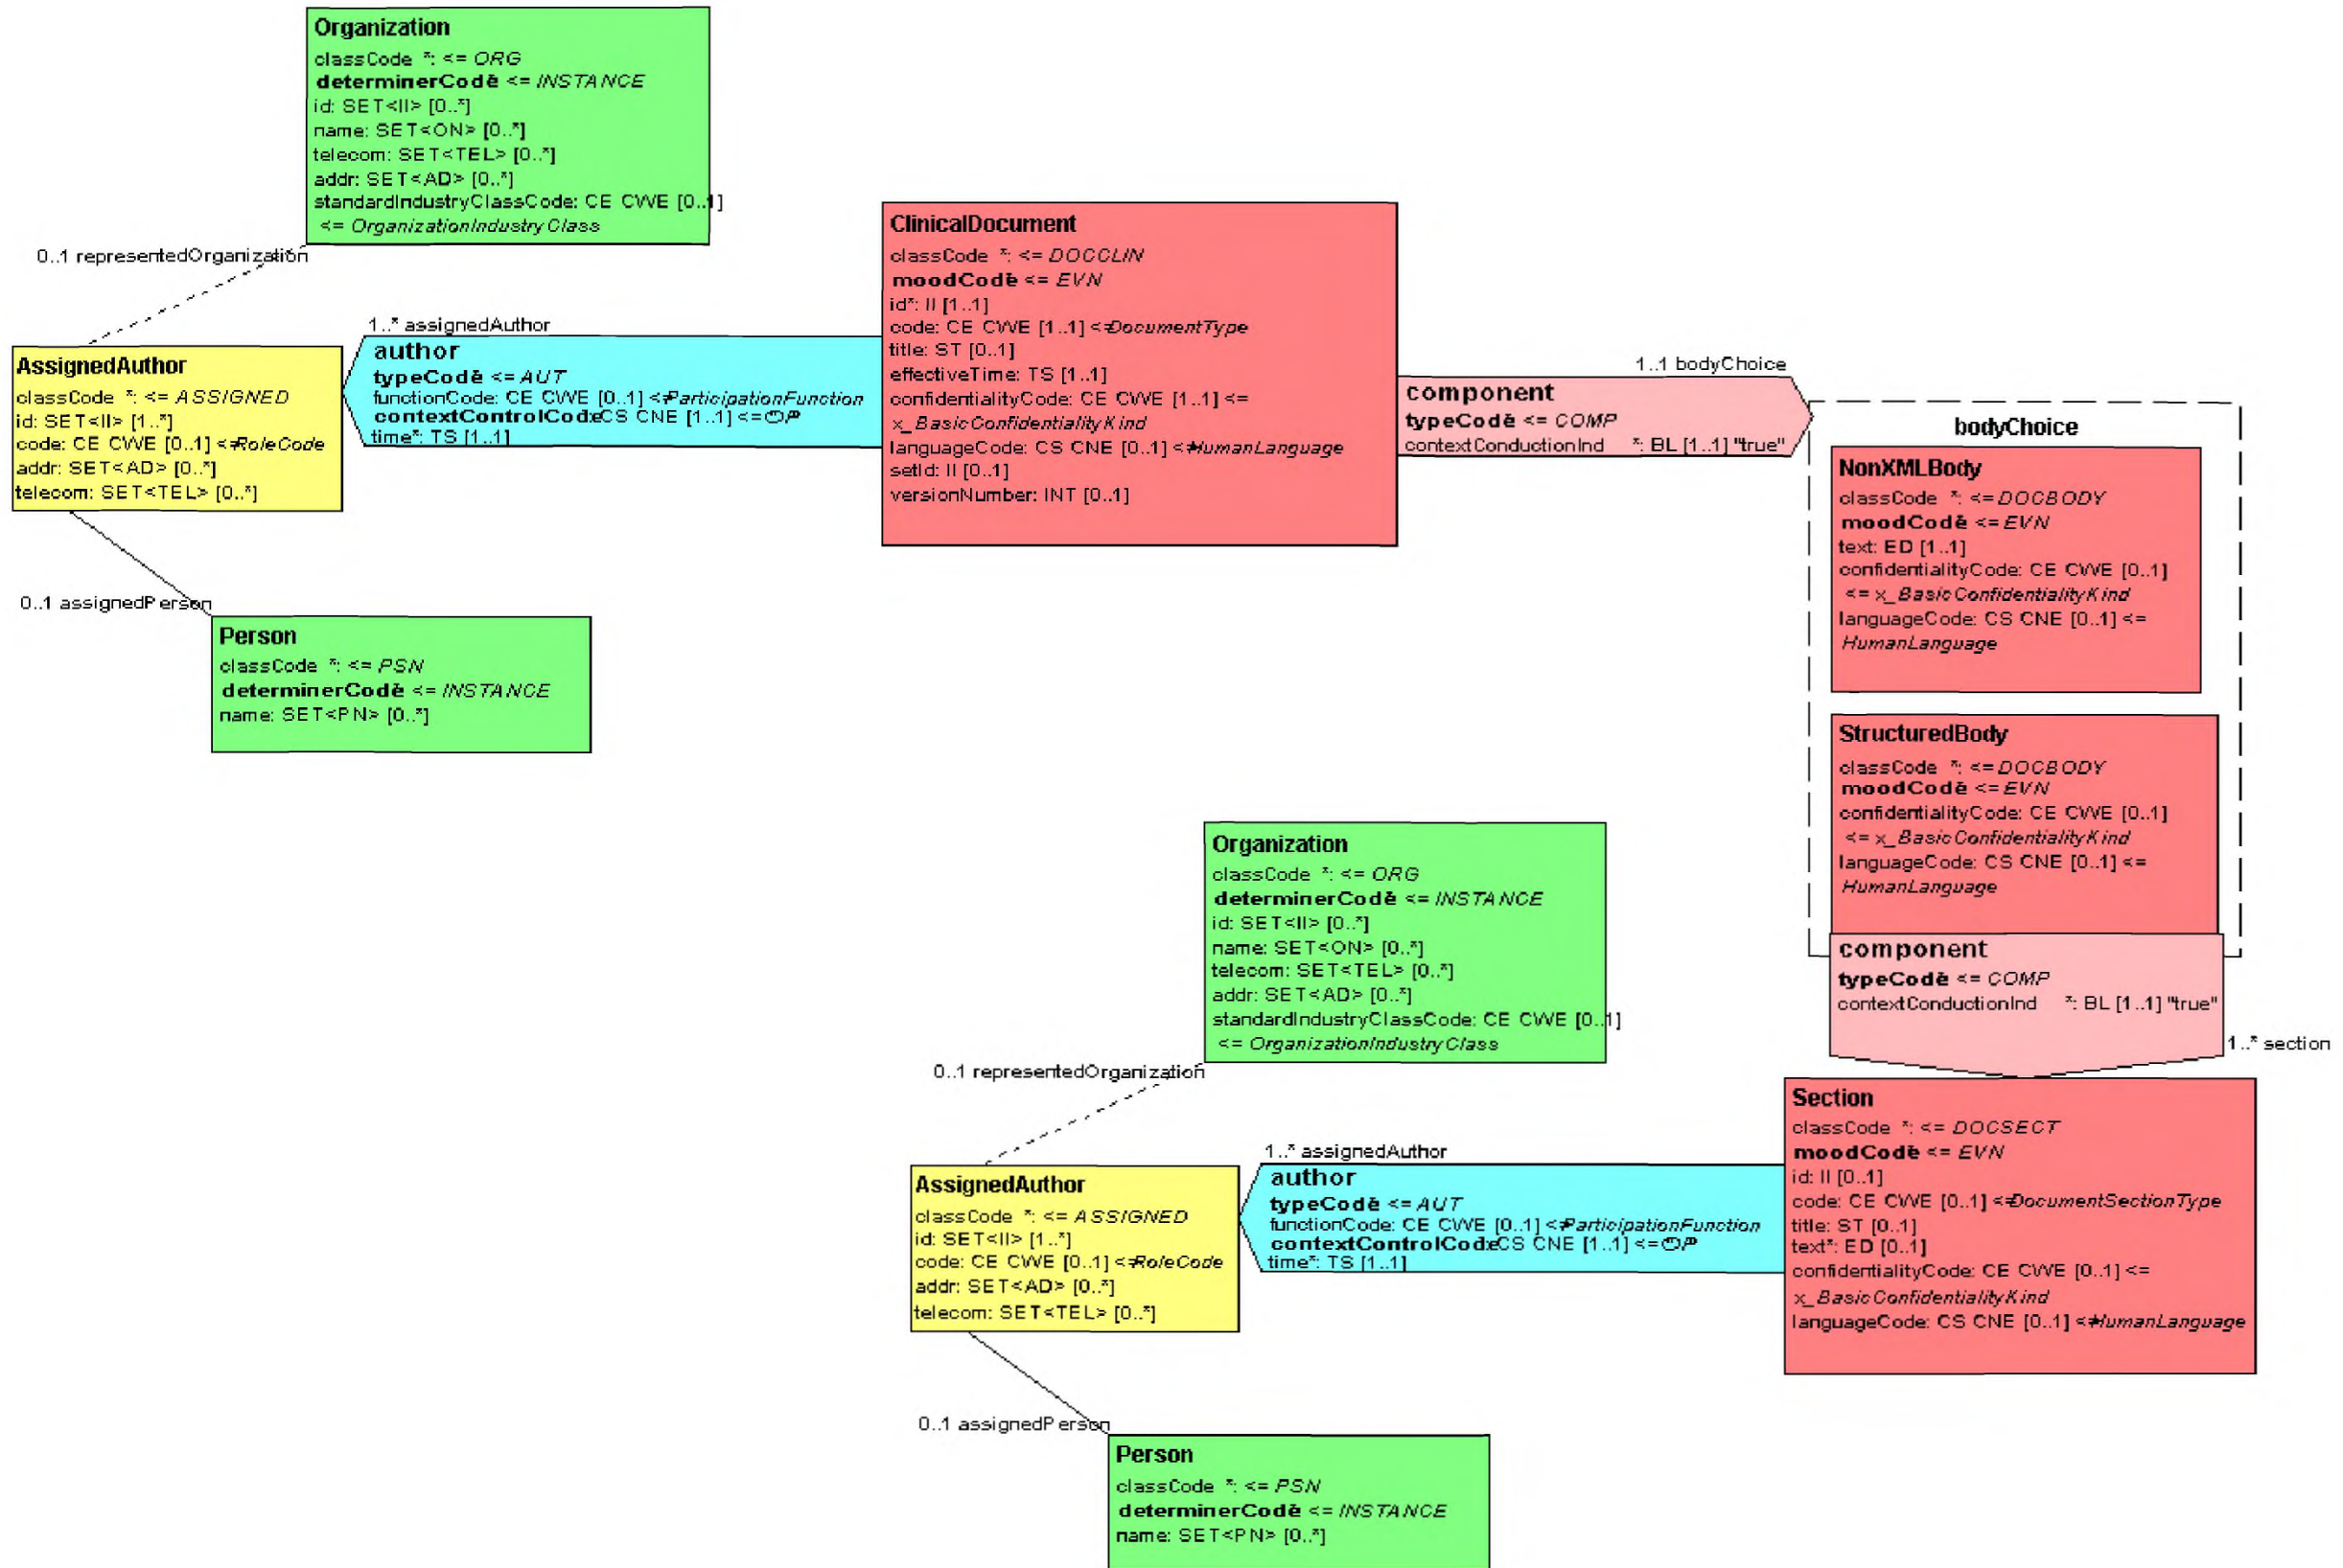 Organization
classCode *: <= ORG
determinerCode* <= INSTANCE
id: SET<II> [0..*]
name: SET<ON> [0..*]
telecom: SET<TEL> [0..*]
addr: SET<AD> [0..*]
standardIndustryClassCode: CE CWE [0..1]
<= OrganizationIndustryClass
0..1 representedOrganization
AssignedAuthor
classCode *: <= ASSIGNED
id: SET<II> [1..*]
code: CE CWE [0..1] <= RoleCode
addr: SET<AD> [0..*]
telecom: SET<TEL> [0..*]
1..* assignedAuthor
author
typeCode* <= AUT
functionCode: CE CWE [0..1] <= ParticipationFunction
contextControlCode: CS CNE [1..1] <= OP
time*: TS [1..1]
0..1 assignedPerson
Person
classCode *: <= PSN
determinerCode* <= INSTANCE
name: SET<PN> [0..*]
ClinicalDocument
classCode *: <= DOCCLIN
moodCode* <= EVN
id*: II [1..1]
code: CE CWE [1..1] <= DocumentType
title: ST [0..1]
effectiveTime: TS [1..1]
confidentialityCode: CE CWE [1..1] <=
x_BasicConfidentialityKind
languageCode: CS CNE [0..1] <= HumanLanguage
setId: II [0..1]
versionNumber: INT [0..1]
1..1 bodyChoice
component
typeCode* <= COMP
contextConductionInd *: BL [1..1] "true"
bodyChoice
NonXMLBody
classCode *: <= DOCBODY
moodCode* <= EVN
text: ED [1..1]
confidentialityCode: CE CWE [0..1]
<= x_BasicConfidentialityKind
languageCode: CS CNE [0..1] <=
HumanLanguage
StructuredBody
classCode *: <= DOCBODY
moodCode* <= EVN
confidentialityCode: CE CWE [0..1]
<= x_BasicConfidentialityKind
languageCode: CS CNE [0..1] <=
HumanLanguage
component
typeCode* <= COMP
contextConductionInd *: BL [1..1] "true"
1..* section
Section
classCode *: <= DOCSECT
moodCode* <= EVN
id: II [0..1]
code: CE CWE [0..1] <= DocumentSectionType
title: ST [0..1]
text*: ED [0..1]
confidentialityCode: CE CWE [0..1] <=
x_BasicConfidentialityKind
languageCode: CS CNE [0..1] <= HumanLanguage
Organization
classCode *: <= ORG
determinerCode* <= INSTANCE
id: SET<II> [0..*]
name: SET<ON> [0..*]
telecom: SET<TEL> [0..*]
addr: SET<AD> [0..*]
standardIndustryClassCode: CE CWE [0..1]
<= OrganizationIndustryClass
0..1 representedOrganization
AssignedAuthor
classCode *: <= ASSIGNED
id: SET<II> [1..*]
code: CE CWE [0..1] <= RoleCode
addr: SET<AD> [0..*]
telecom: SET<TEL> [0..*]
1..* assignedAuthor
author
typeCode* <= AUT
functionCode: CE CWE [0..1] <= ParticipationFunction
contextControlCode: CS CNE [1..1] <= OP
time*: TS [1..1]
0..1 assignedPerson
Person
classCode *: <= PSN
determinerCode* <= INSTANCE
name: SET<PN> [0..*]